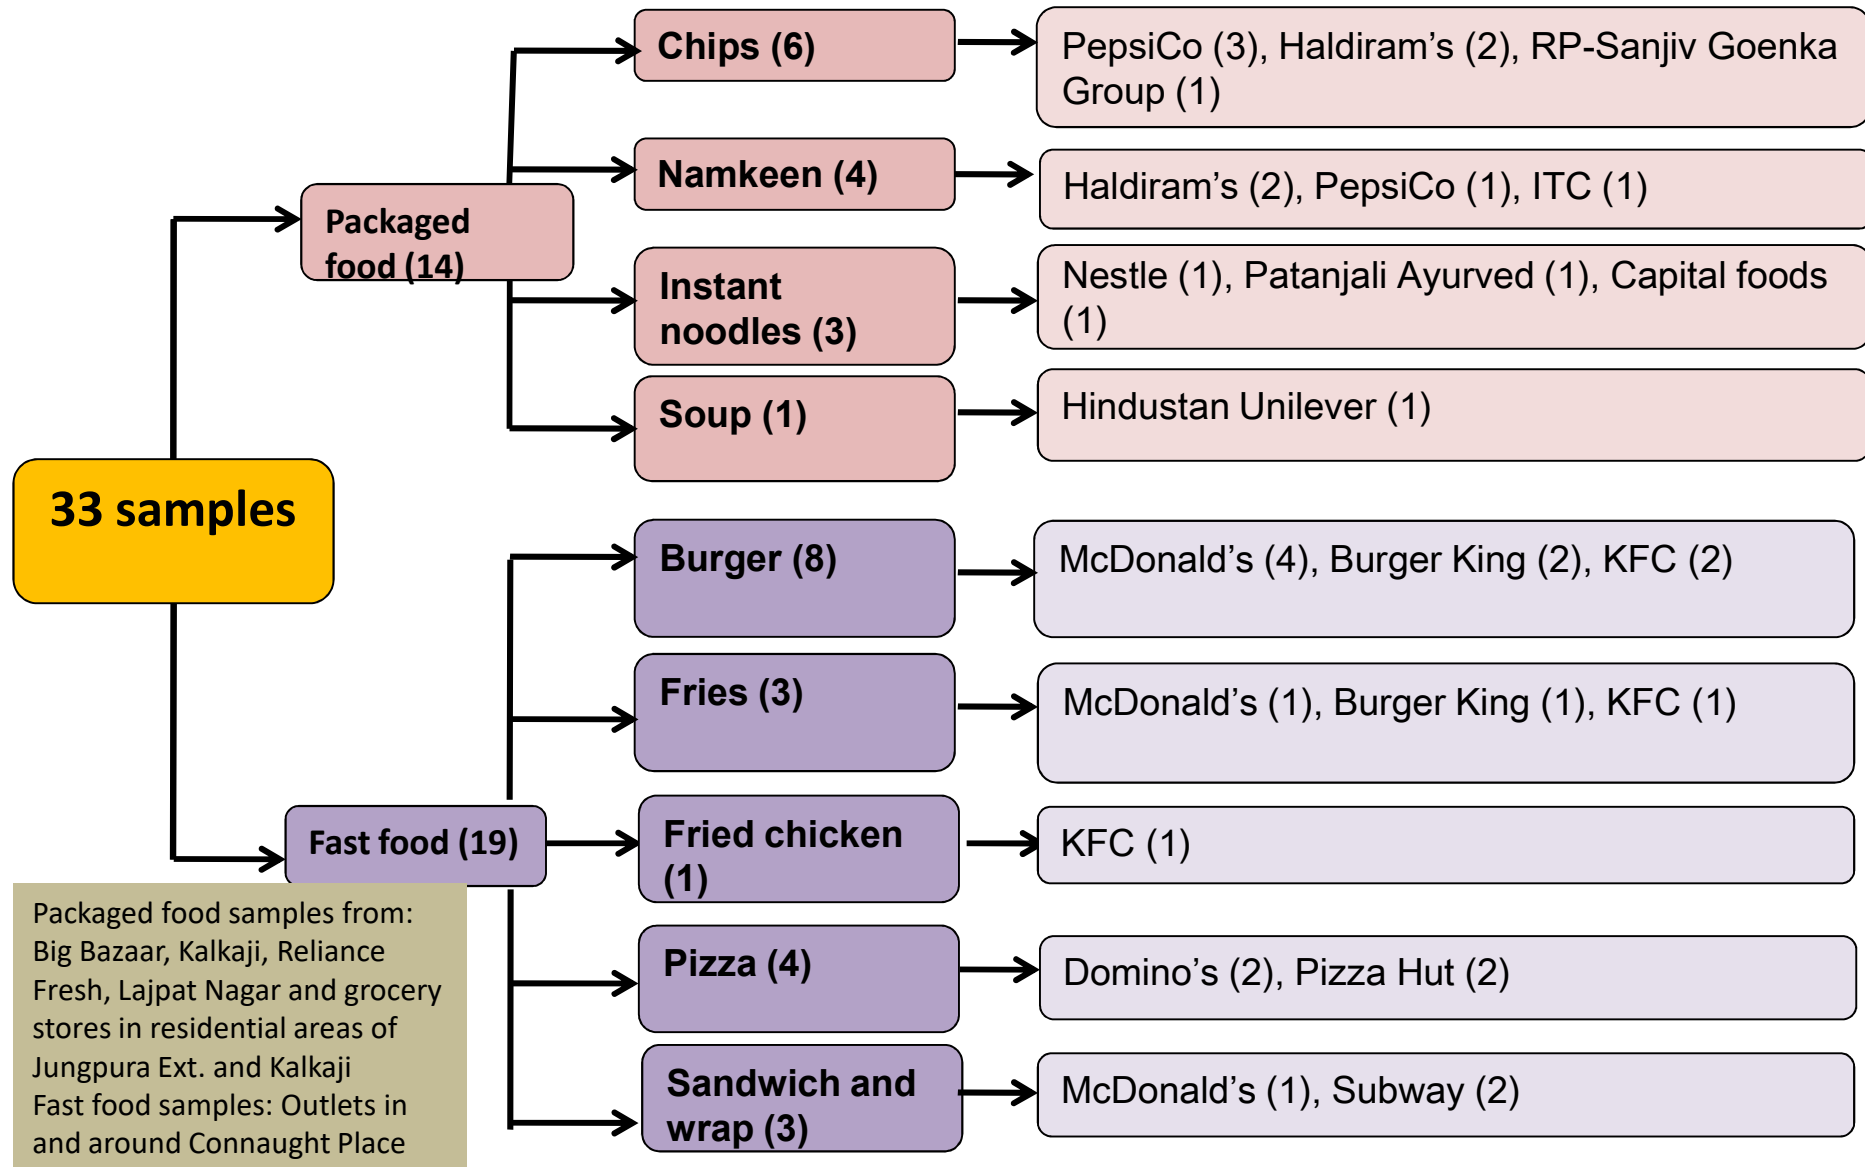 Chips (6)
PepsiCo (3), Haldiram’s (2), RP-Sanjiv Goenka
Group (1)
Namkeen (4)
Haldiram’s (2), PepsiCo (1), ITC (1)
Packaged
food (14)
Instant
noodles (3)
Nestle (1), Patanjali Ayurved (1), Capital foods
(1)
Soup (1)
Hindustan Unilever (1)
33 samples
Burger (8)
McDonald’s (4), Burger King (2), KFC (2)
Fries (3)
McDonald’s (1), Burger King (1), KFC (1)
Fast food (19)
Fried chicken
(1)
KFC (1)
Pizza (4)
Domino’s (2), Pizza Hut (2)
Sandwich and
wrap (3)
McDonald’s (1), Subway (2)
Packaged food samples from:
Big Bazaar, Kalkaji, Reliance
Fresh, Lajpat Nagar and grocery
stores in residential areas of
Jungpura Ext. and Kalkaji
Fast food samples: Outlets in
and around Connaught Place